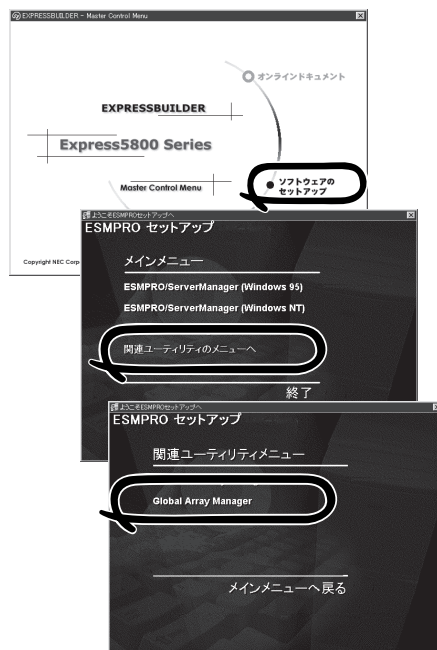 EXPRESSBUILDER - Master Control Menu
オンラインドキュメント
EXPRESSBUILDER
Express5800 Series
Master Control Menu
ソフトウェアの
セットアップ
Copyright NEC Corp
ようこそESMPROセットアップへ
ESMPRO セットアップ
メインメニュー
ESMPRO/ServerManager (Windows 95)
ESMPRO/ServerManager (Windows NT)
関連ユーティリティのメニューへ
終了
ようこそESMPROセットアップへ
ESMPRO セットアップ
関連ユーティリティメニュー
Global Array Manager
メインメニューへ戻る